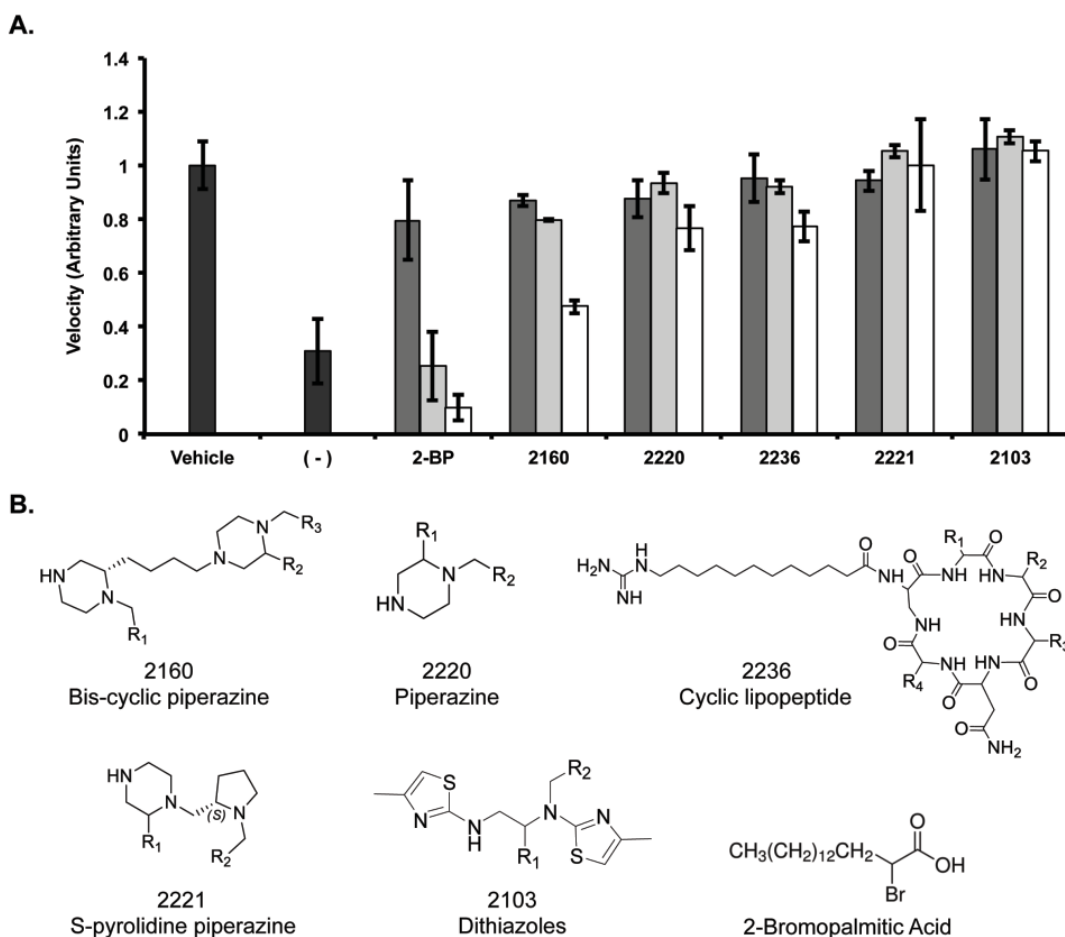 A.
Velocity (Arbitrary Units)
1.4
1.2
1
0.8
0.6
0.4
0.2
0
Vehicle ( - ) 2-BP 2160 2220 2236 2221 2103
B.
HN N N N R1 R2 R3
2160
Bis-cyclic piperazine
R1 N R2 HN
2220
Piperazine
H2N H N NH O HN O R1 O NH HN R2 O NH R3 O HN O NH R4 O O NH2
2236
Cyclic lipopeptide
HN N (S) N R1 R2
2221
S-pyrolidine piperazine
S N N H R1 R2 N N S
2103
Dithiazoles
CH3(CH2)12CH2 O OH Br
2-Bromopalmitic Acid